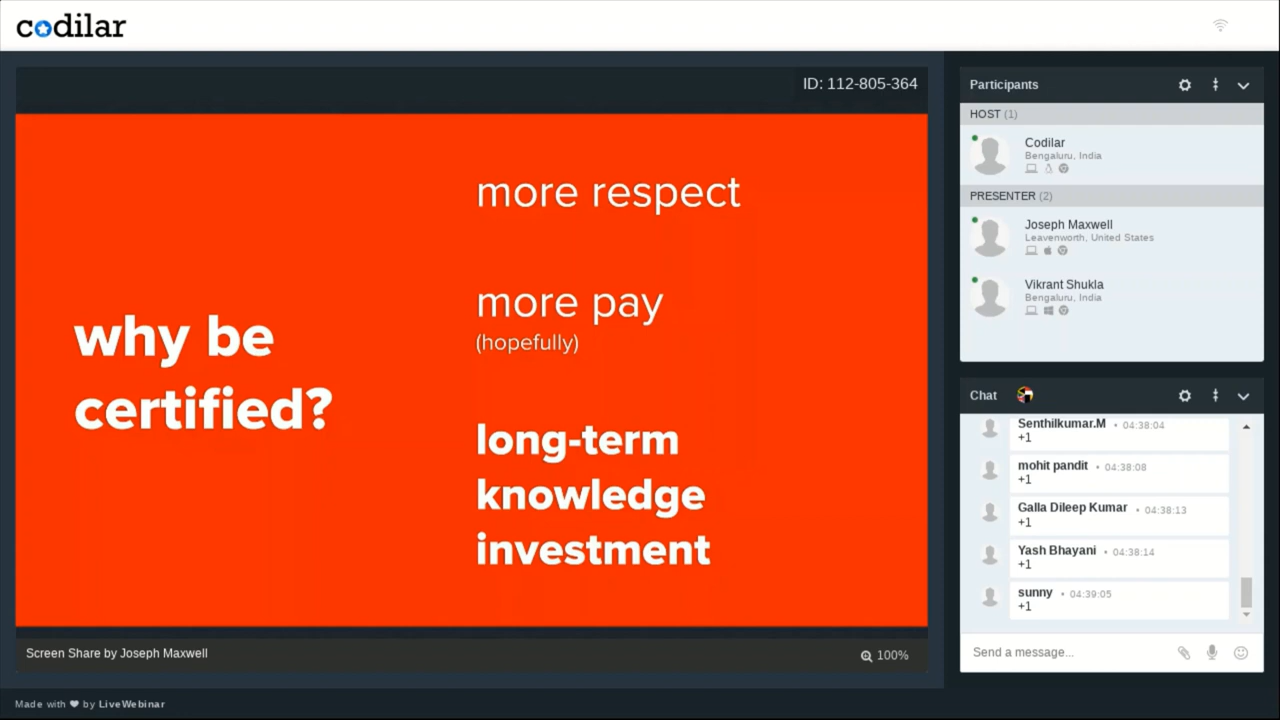 codilar
ID: 112-805-364
why be
certified?
more respect
more pay
(hopefully)
long-term
knowledge
investment
Screen Share by Joseph Maxwell
100%
Participants
HOST (1)
Codilar
Bengaluru, India
PRESENTER (2)
Joseph Maxwell
Leavenworth, United States
Vikrant Shukla
Bengaluru, India
Chat
Senthilkumar.M • 04:38:04
+1
mohit pandit • 04:38:08
+1
Galla Dileep Kumar • 04:38:13
+1
Yash Bhayani • 04:38:14
+1
sunny • 04:39:05
+1
Send a message...
Made with ❤ by LiveWebinar